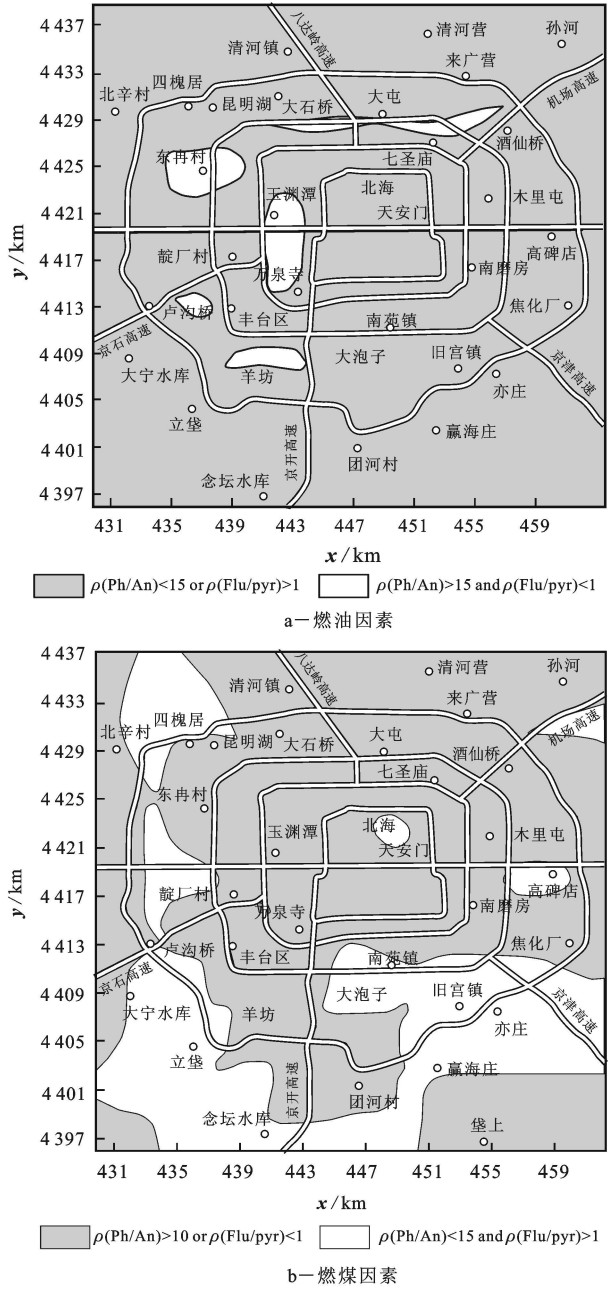 4 437
清河营
孙河
八达岭高速
清河镇
来广营
4 433
四槐居
机场高速
北辛村
昆明湖
大石桥
大屯
4 429
酒仙桥
东冉村
七圣庙
4 425
玉渊潭
北海
木里屯
4 421
天安门
靛厂村
高碑店
4 417
万泉寺
南磨房
4 413
卢沟桥
丰台区
南苑镇
焦化厂
京石高速
4 409
大泡子
旧宫镇
大宁水库
羊坊
亦庄
京津高速
4 405
立垡
赢海庄
4 401
京开高速
团河村
念坛水库
4 397
431 435 439 443 447 451 455 459
y/km
x/km
ρ(Ph/An)<15 or ρ(Flu/pyr)>1
ρ(Ph/An)>15 and ρ(Flu/pyr)<1
a—燃油因素
4 437
清河营
孙河
八达岭高速
清河镇
来广营
4 433
四槐居
机场高速
北辛村
昆明湖
大石桥
大屯
酒仙桥
4 429
七圣庙
东冉村
4 425
玉渊潭
北海
木里屯
4 421
天安门
靛厂村
高碑店
4 417
万泉寺
南磨房
4 413
卢沟桥
丰台区
南苑镇
焦化厂
京石高速
4 409
大宁水库
羊坊
大泡子
旧宫镇
亦庄
京津高速
4 405
立垡
赢海庄
4 401
京开高速
团河村
念坛水库
垡上
4 397
431 435 439 443 447 451 455 459
y/km
x/km
ρ(Ph/An)>10 or ρ(Flu/pyr)<1
ρ(Ph/An)<15 and ρ(Flu/pyr)>1
b—燃煤因素